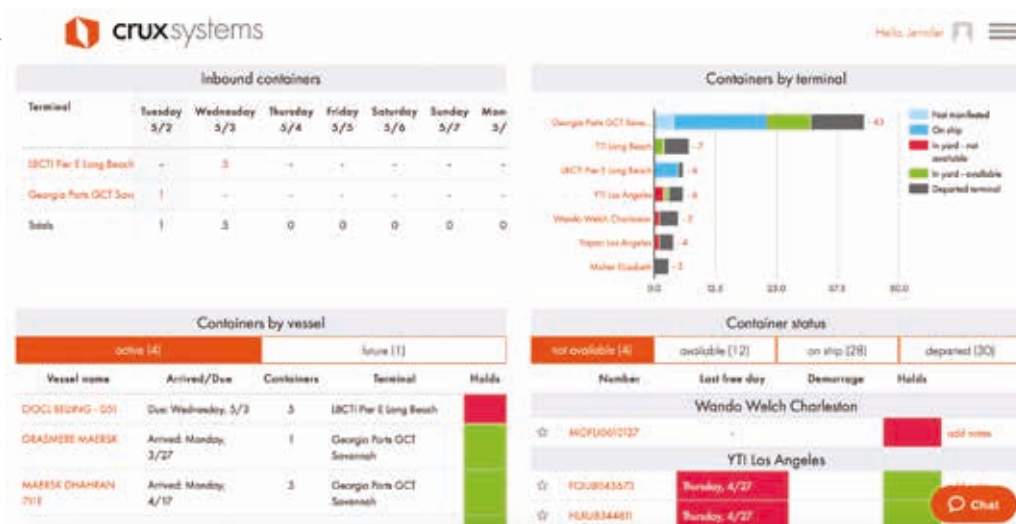 cruxsystems
Hello, Jennifer
Inbound containers
Terminal Tuesday 5/2 Wednesday 5/3 Thursday 5/4 Friday 5/5 Saturday 5/6 Sunday 5/7 Mon 5/
LBCTI Pier E Long Beach - 5 - - - - -
Georgia Ports GCT Sav 1 - - - - - -
Totals 1 5 0 0 0 0 0
Containers by terminal
Georgia Ports GCT Sava... - 43
TTI Long Beach - 7
LBCTI Pier E Long Beach - 6
YTI Los Angeles - 6
Wando Welch Charleston - 5
Trapac Los Angeles - 4
Maher Elizabeth - 3
0.0 12.5 25.0 37.5 50.0
Not manifested
On ship
In yard - not
available
In yard - available
Departed terminal
Containers by vessel
active (4) future (1)
Vessel name Arrived/Due Containers Terminal Holds
OOCL BEIJING - 051 Due: Wednesday, 5/3 5 LBCTI Pier E Long Beach
GRASMERE MAERSK Arrived: Monday, 3/27 1 Georgia Ports GCT Savannah
MAERSK DHAHRAN Arrived: Monday, 4/17 3 Georgia Ports GCT Savannah
Container status
not available (4) available (12) on ship (28) departed (30)
Number Last free day Demurrage Holds
Wando Welch Charleston
- add notes
YTI Los Angeles
Thursday, 4/27
Thursday, 4/27
Chat